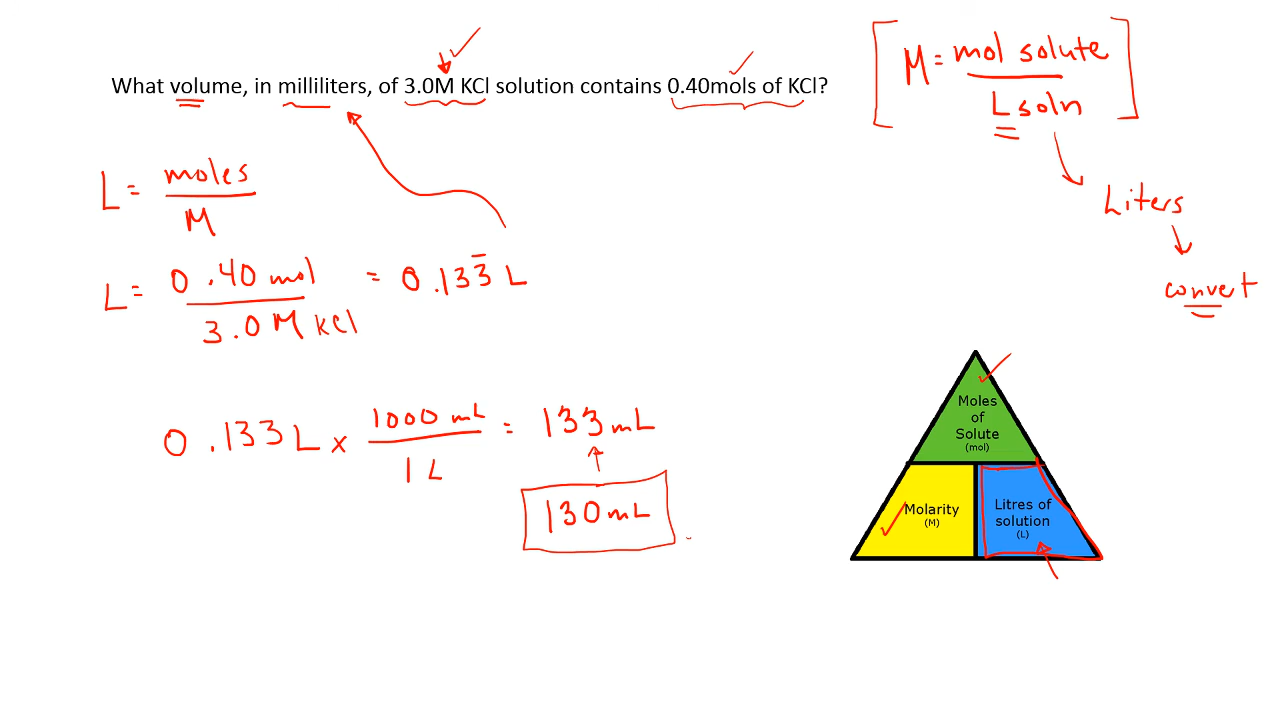 What volume, in milliliters, of 3.0M KCl solution contains 0.40mols of KCl?
M = mol solute
L soln
Liters
convert
L = moles
M
L = 0.40 mol = 0.133̅ L
3.0 M KCl
0.133 L x 1000 mL = 133 mL
1 L
130 mL
Moles
of
Solute
(mol)
Molarity
(M)
Litres of
solution
(L)